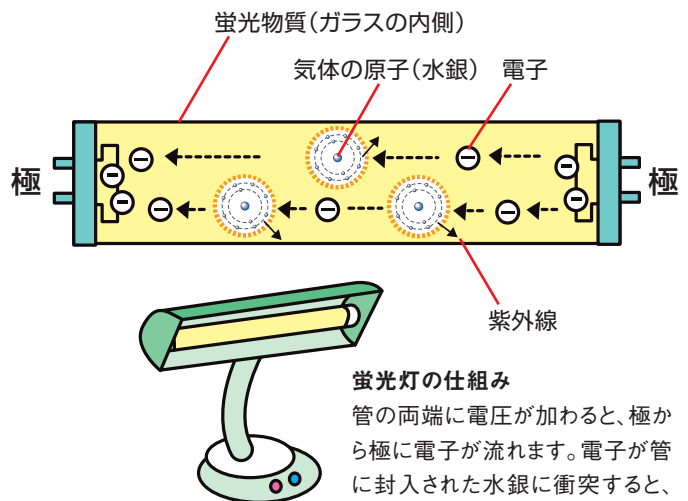 蛍光物質（ガラスの内側）
気体の原子（水銀） 電子
極 極
紫外線
蛍光灯の仕組み
管の両端に電圧が加わると、極か
ら極に電子が流れます。電子が管
に封入された水銀に衝突すると、